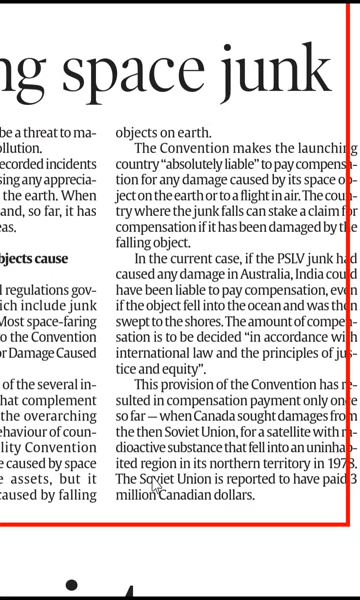 ng space junk
be a threat to ma-
ollution.
ecorded incidents
sing any apprecia-
the earth. When
and, so far, it has
eas.
bjects cause
l regulations gov-
ich include junk
Most space-faring
o the Convention
or Damage Caused
of the several in-
hat complement
the overarching
ehaviour of coun-
lity Convention
e caused by space
e assets, but it
caused by falling
objects on earth.
The Convention makes the launching
country “absolutely liable” to pay compensa-
tion for any damage caused by its space ob-
ject on the earth or to a flight in air. The coun-
try where the junk falls can stake a claim for
compensation if it has been damaged by the
falling object.
In the current case, if the PSLV junk had
caused any damage in Australia, India could
have been liable to pay compensation, even
if the object fell into the ocean and was then
swept to the shores. The amount of compen-
sation is to be decided “in accordance with
international law and the principles of jus-
tice and equity”.
This provision of the Convention has re-
sulted in compensation payment only once
so far — when Canada sought damages from
the then Soviet Union, for a satellite with ra-
dioactive substance that fell into an uninhab-
ited region in its northern territory in 1978.
The Soviet Union is reported to have paid 3
million Canadian dollars.